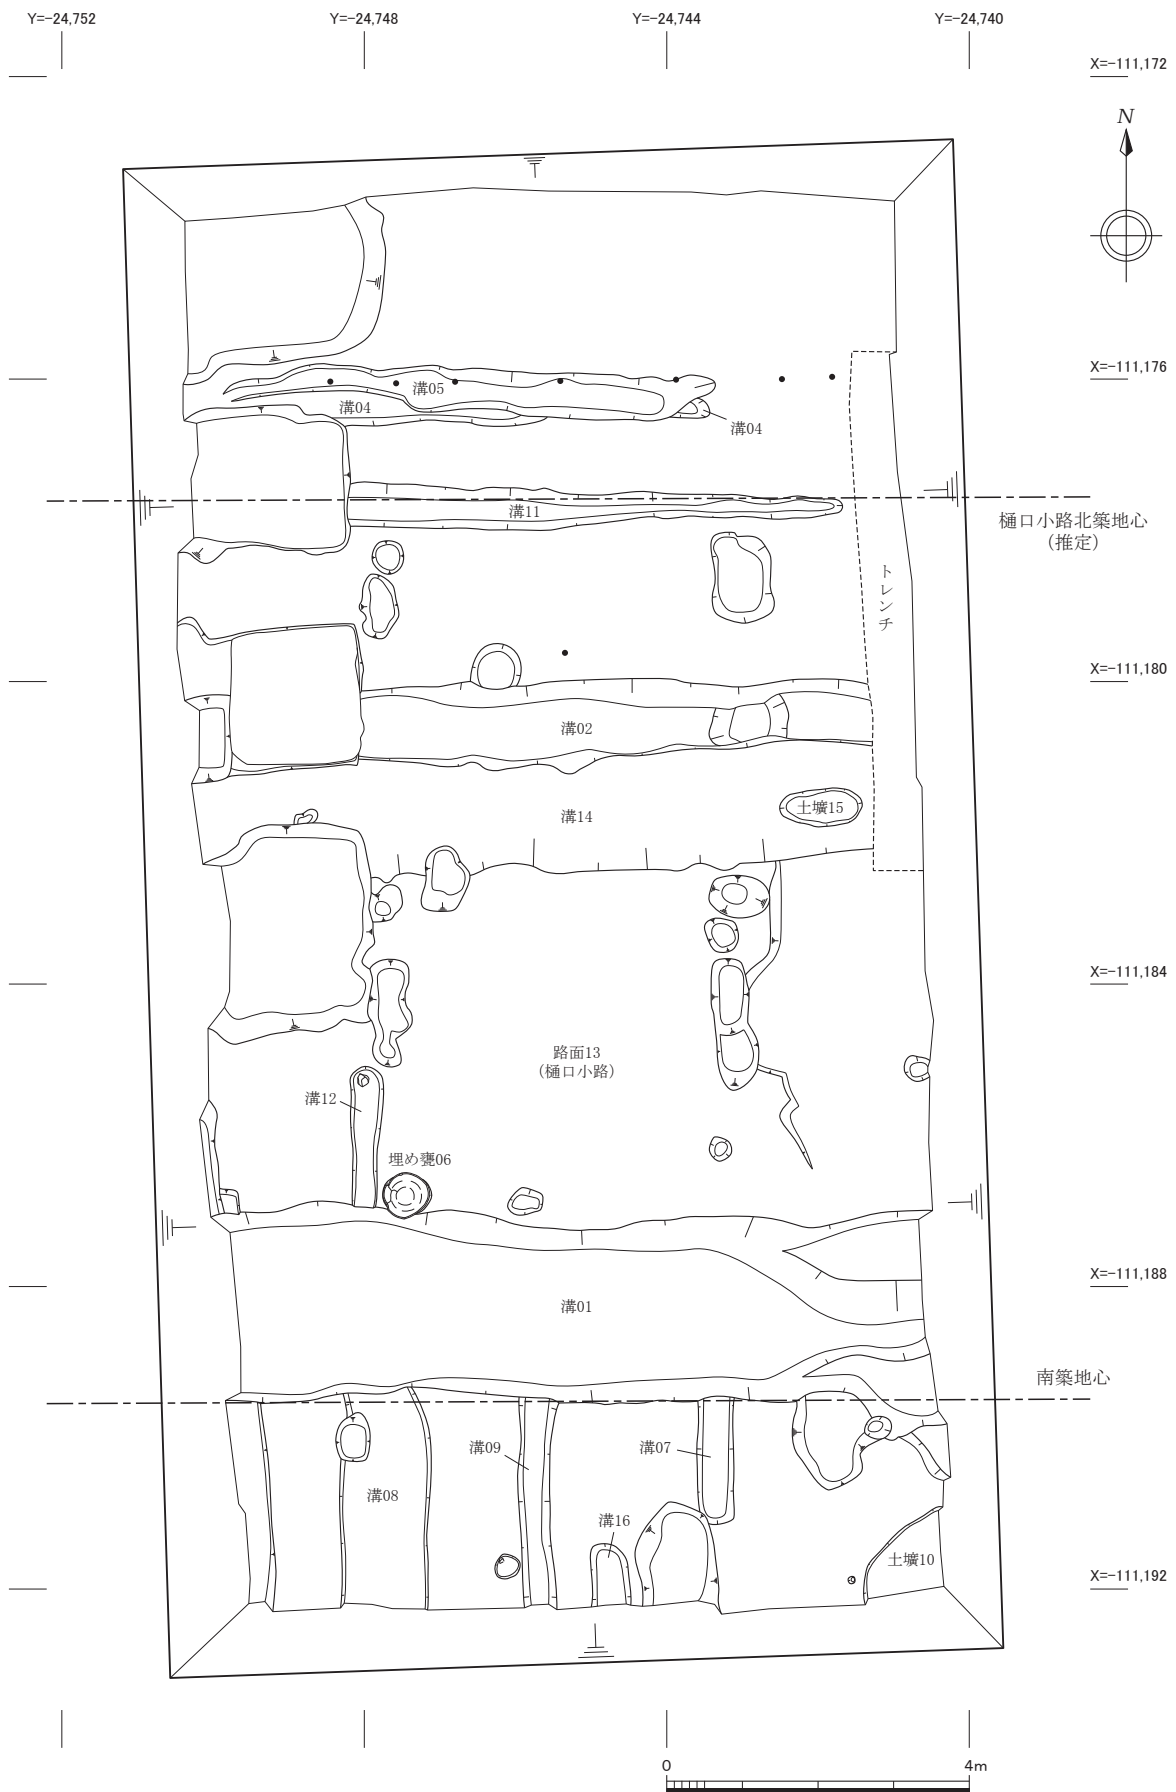 Y=-24,752
Y=-24,748
Y=-24,744
Y=-24,740
X=-111,172
N
X=-111,176
溝05
溝04
溝04
溝11
樋口小路北築地心
(推定)
トレンチ
X=-111,180
溝02
土壙15
溝14
X=-111,184
路面13
(樋口小路)
溝12
埋め甕06
X=-111,188
溝01
南築地心
溝09
溝07
溝08
溝16
土壙10
X=-111,192
0
4m